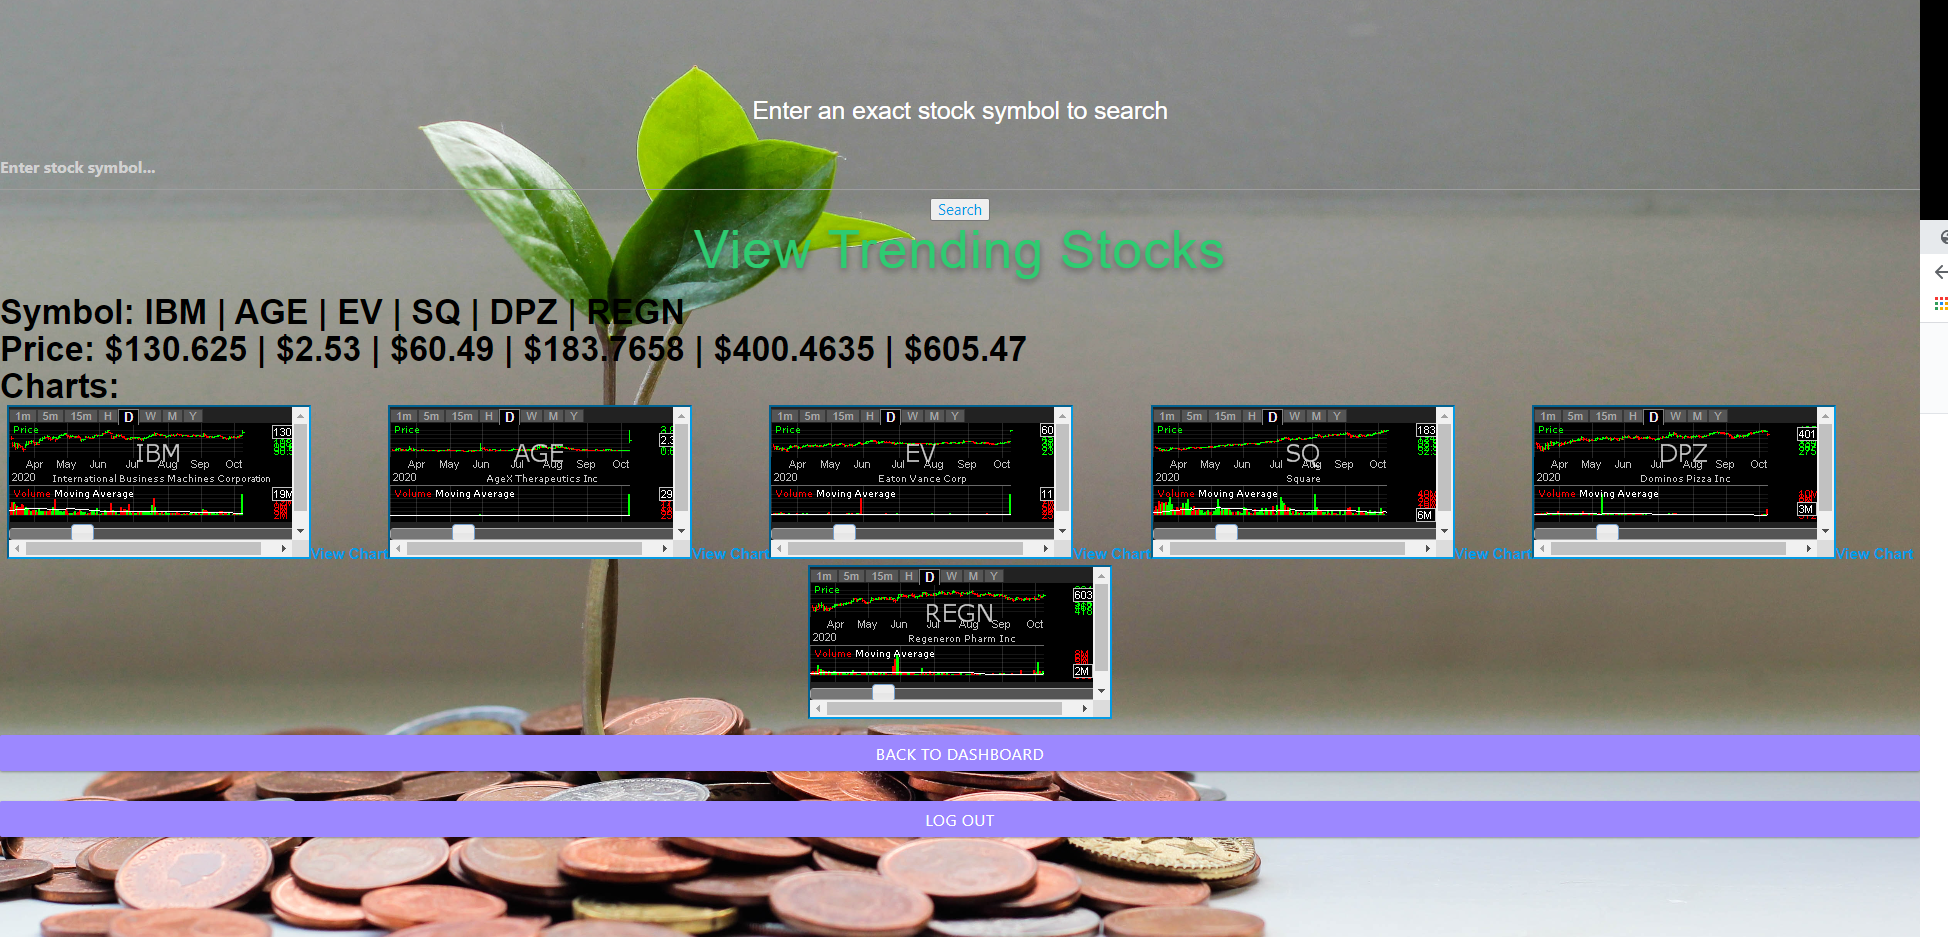 Enter an exact stock symbol to search
Enter stock symbol...
Search
View Trending Stocks
Symbol: IBM | AGE | EV | SQ | DPZ | REGN
Price: $130.625 | $2.53 | $60.49 | $183.7658 | $400.4635 | $605.47
Charts:
1m 5m 15m H D W M Y
Price
130
IBM
Apr May Jun Jul Aug Sep Oct
2020 International Business Machines Corporation
Volume Moving Average
19M
View Chart
1m 5m 15m H D W M Y
Price
2.3
AGE
Apr May Jun Jul Aug Sep Oct
2020 AgeX Therapeutics Inc
Volume Moving Average
29
View Chart
1m 5m 15m H D W M Y
Price
60
EV
Apr May Jun Jul Aug Sep Oct
2020 Eaton Vance Corp
Volume Moving Average
11
View Chart
1m 5m 15m H D W M Y
Price
183
SQ
Apr May Jun Jul Aug Sep Oct
2020 Square
Volume Moving Average
6M
View Chart
1m 5m 15m H D W M Y
Price
401
DPZ
Apr May Jun Jul Aug Sep Oct
2020 Dominos Pizza Inc
Volume Moving Average
3M
View Chart
1m 5m 15m H D W M Y
Price
603
REGN
Apr May Jun Jul Aug Sep Oct
2020 Regeneron Pharm Inc
Volume Moving Average
2M
BACK TO DASHBOARD
LOG OUT